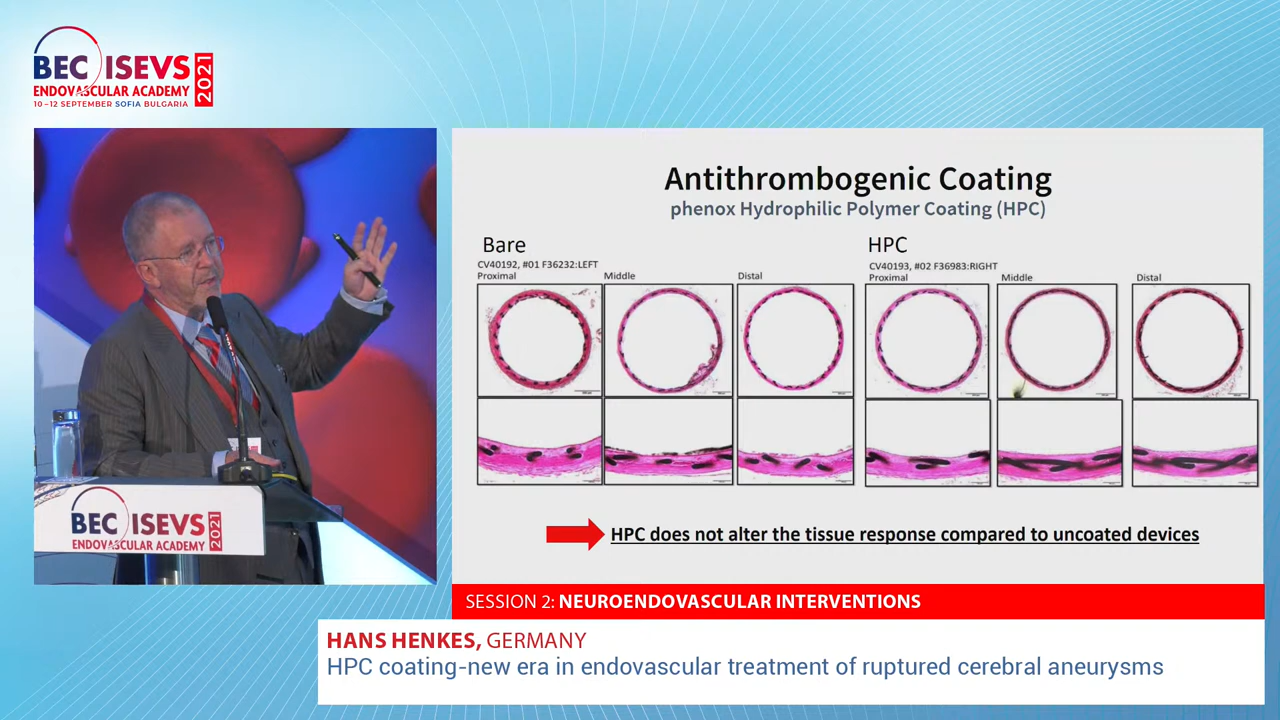 BEC ISEVS
ENDOVASCULAR ACADEMY
10-12 SEPTEMBER SOFIA BULGARIA
2021
BEC ISEVS
ENDOVASCULAR ACADEMY
2021
Antithrombogenic Coating
phenox Hydrophilic Polymer Coating (HPC)
Bare
CV40192, #01 F36232:LEFT
Proximal Middle Distal
HPC
CV40193, #02 F36983:RIGHT
Proximal Middle Distal
HPC does not alter the tissue response compared to uncoated devices
SESSION 2: NEUROENDOVASCULAR INTERVENTIONS
HANS HENKES, GERMANY
HPC coating-new era in endovascular treatment of ruptured cerebral aneurysms